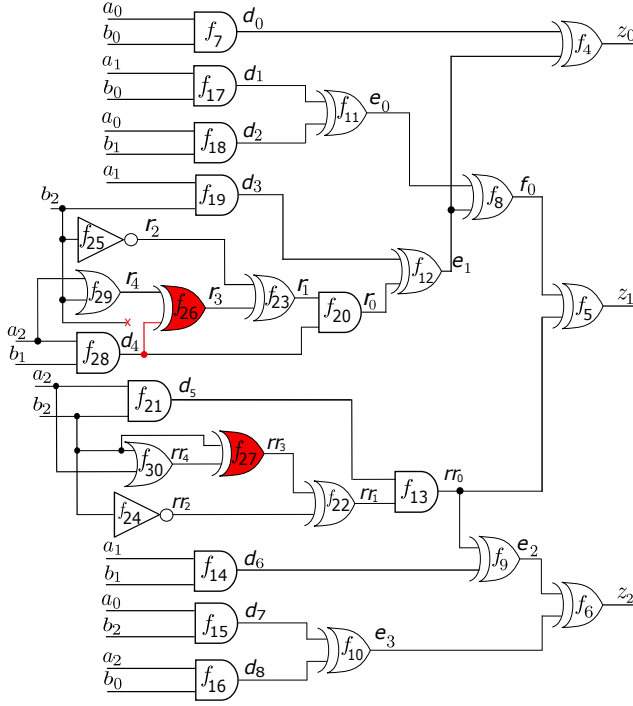 a₀ d₀
b₀ f₇ f₄ z₀
a₁ d₁
b₀ f₁₇ f₁₁ e₀
a₀ d₂
b₁ f₁₈
a₁ d₃ f₀
b₂ f₁₉ f₈
f₂₅ r₂
f₂₉ r₄ f₂₆ r₃ f₂₃ r₁ f₁₂ e₁
x f₂₀ r₀ f₅ z₁
a₂ d₄
b₁ f₂₈
a₂ d₅
b₂ f₂₁
f₃₀ rr₄ f₂₇ rr₃
f₂₄ rr₂ f₂₂ rr₁ f₁₃ rr₀
a₁ d₆ f₉ e₂
b₁ f₁₄
a₀ d₇ f₆ z₂
b₂ f₁₅ f₁₀ e₃
a₂ d₈
b₀ f₁₆